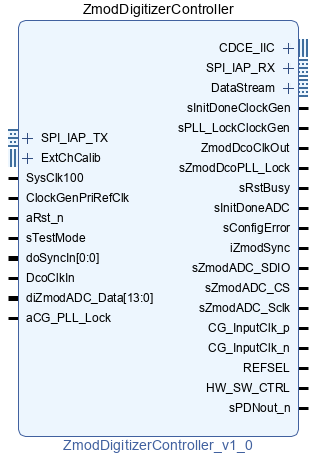 ZmodDigitizerController
SPI_IAP_TX
ExtChCalib
SysClk100
ClockGenPriRefClk
aRst_n
sTestMode
doSyncIn[0:0]
DcoClkIn
diZmodADC_Data[13:0]
aCG_PLL_Lock
CDCE_IIC
SPI_IAP_RX
DataStream
sInitDoneClockGen
sPLL_LockClockGen
ZmodDcoClkOut
sZmodDcoPLL_Lock
sRstBusy
sInitDoneADC
sConfigError
iZmodSync
sZmodADC_SDIO
sZmodADC_CS
sZmodADC_Sclk
CG_InputClk_p
CG_InputClk_n
REFSEL
HW_SW_CTRL
sPDNout_n
ZmodDigitizerController_v1_0